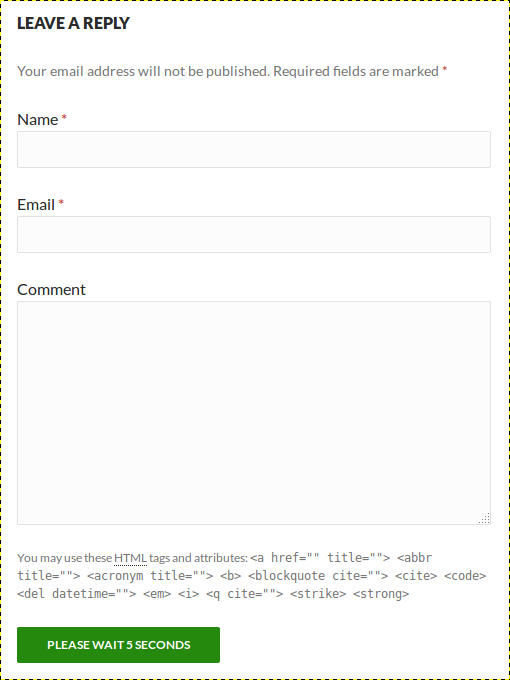 LEAVE A REPLY
Your email address will not be published. Required fields are marked *
Name *
Email *
Comment
You may use these HTML tags and attributes: <a href="" title=""> <abbr
title=""> <acronym title=""> <b> <blockquote cite=""> <cite> <code>
<del datetime=""> <em> <i> <q cite=""> <strike> <strong>
PLEASE WAIT 5 SECONDS